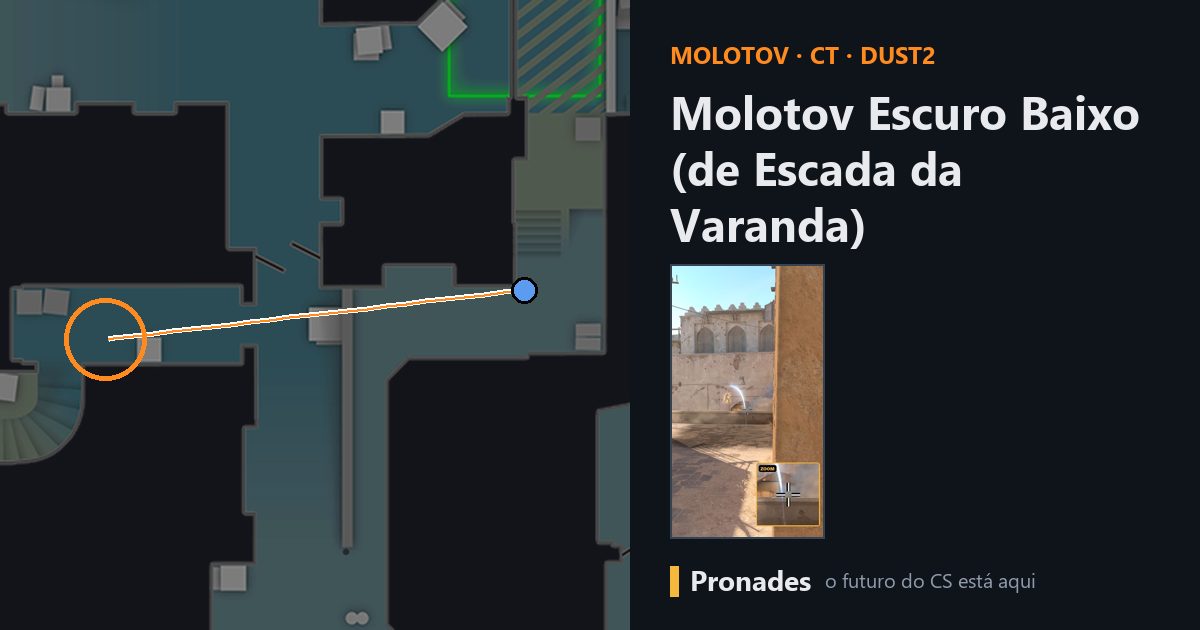 MOLOTOV · CT · DUST2
Molotov Escuro Baixo
(de Escada da
Varanda)
ZOOM
Pronades o futuro do CS está aqui